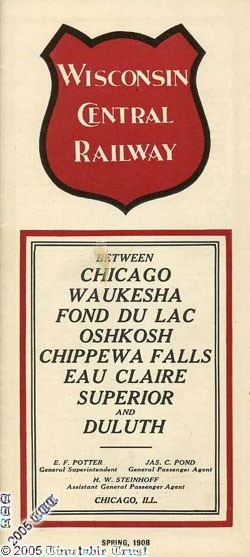 WISCONSIN
CENTRAL
RAILWAY
BETWEEN
CHICAGO
WAUKESHA
FOND DU LAC
OSHKOSH
CHIPPEWA FALLS
EAU CLAIRE
SUPERIOR
AND
DULUTH
E. F. POTTER JAS. C. POND
General Superintendent General Passenger Agent
H. W. STEINHOFF
Assistant General Passenger Agent
CHICAGO, ILL.
SPRING, 1908
©2005 Timetable Trust